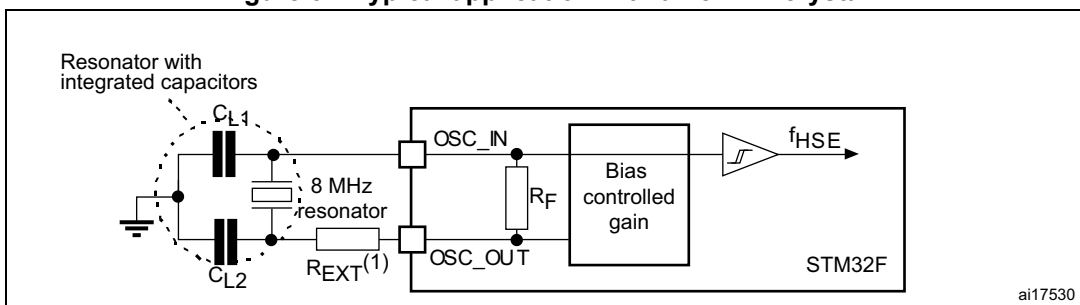 Resonator with
integrated capacitors
CL1
OSC_IN
fHSE
8 MHz
resonator
RF
Bias
controlled
gain
REXT(1)
OSC_OUT
CL2
STM32F
ai17530